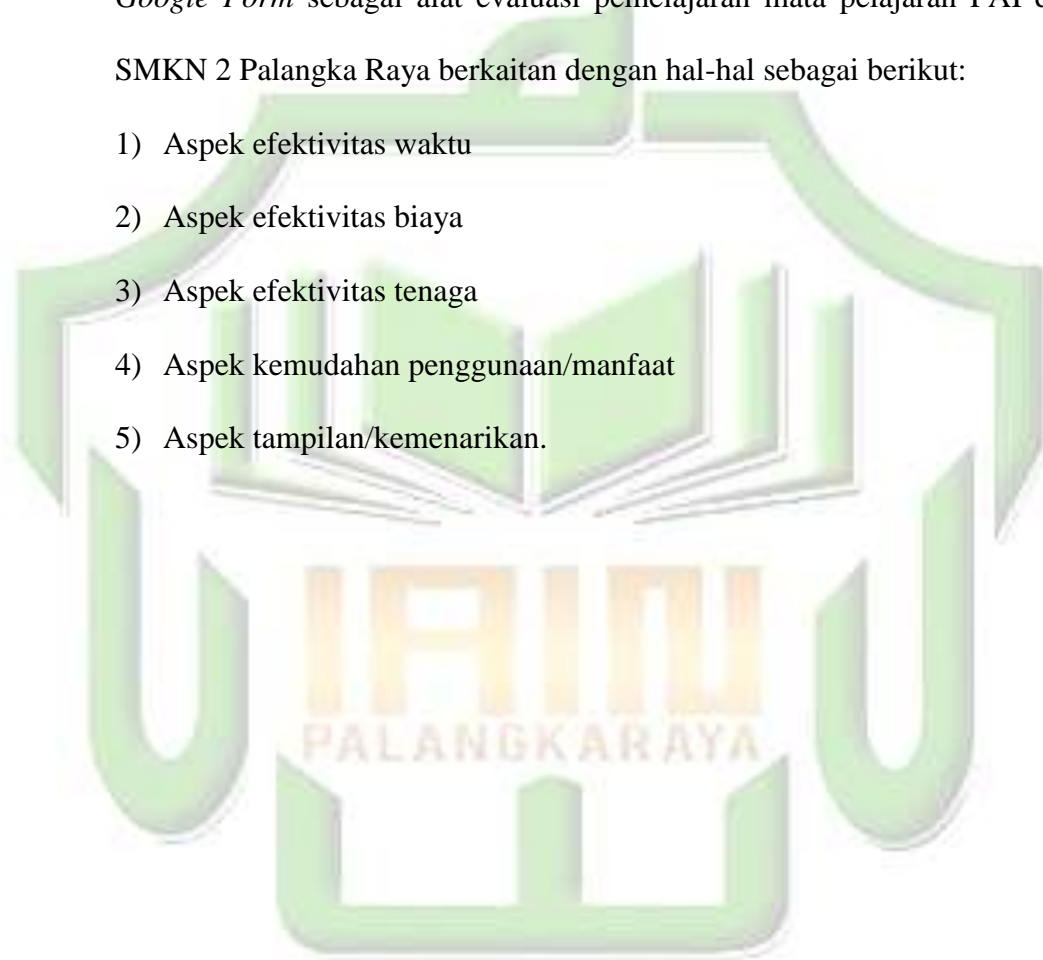 Google Form sebagai alat evaluasi pembelajaran mata pelajaran PAI
SMKN 2 Palangka Raya berkaitan dengan hal-hal sebagai berikut:
1) Aspek efektivitas waktu
2) Aspek efektivitas biaya
3) Aspek efektivitas tenaga
4) Aspek kemudahan penggunaan/manfaat
5) Aspek tampilan/kemenarikan.
IAIN
PALANGKARAYA